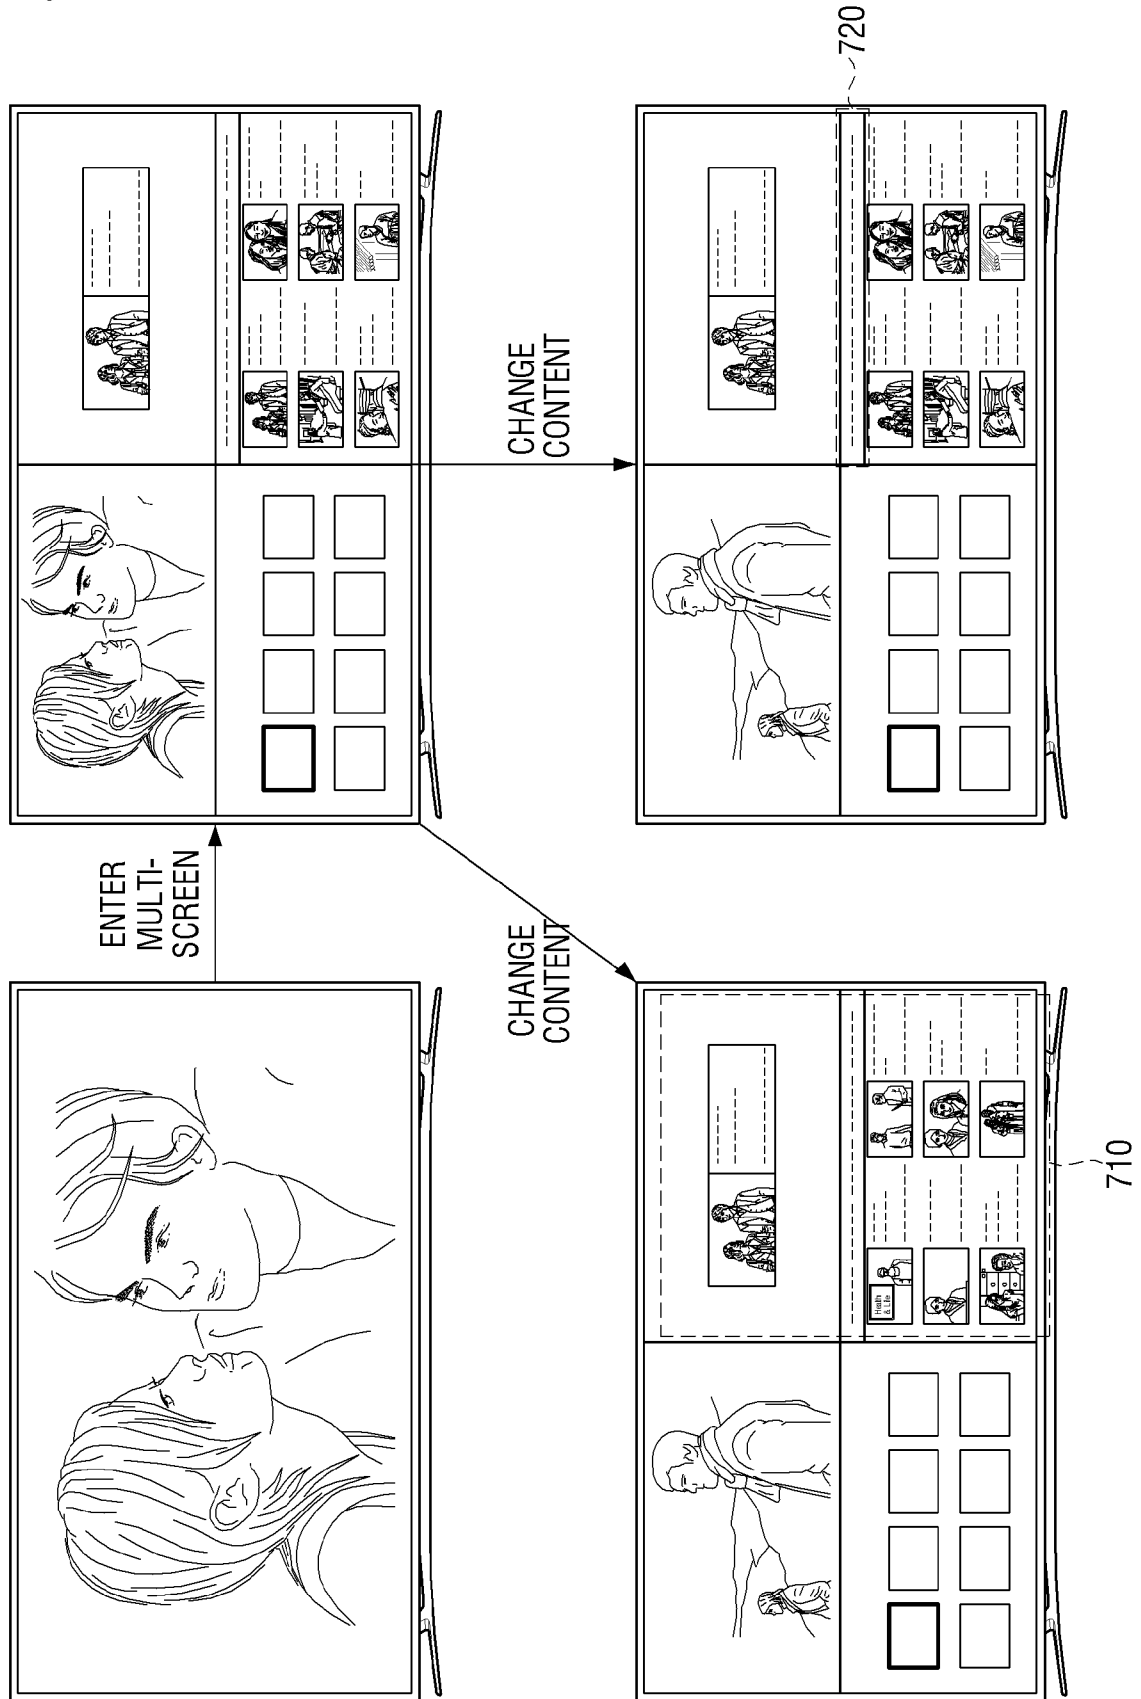 ENTER
MULTI-
SCREEN
CHANGE
CONTENT
CHANGE
CONTENT
720
710
Health
& Life